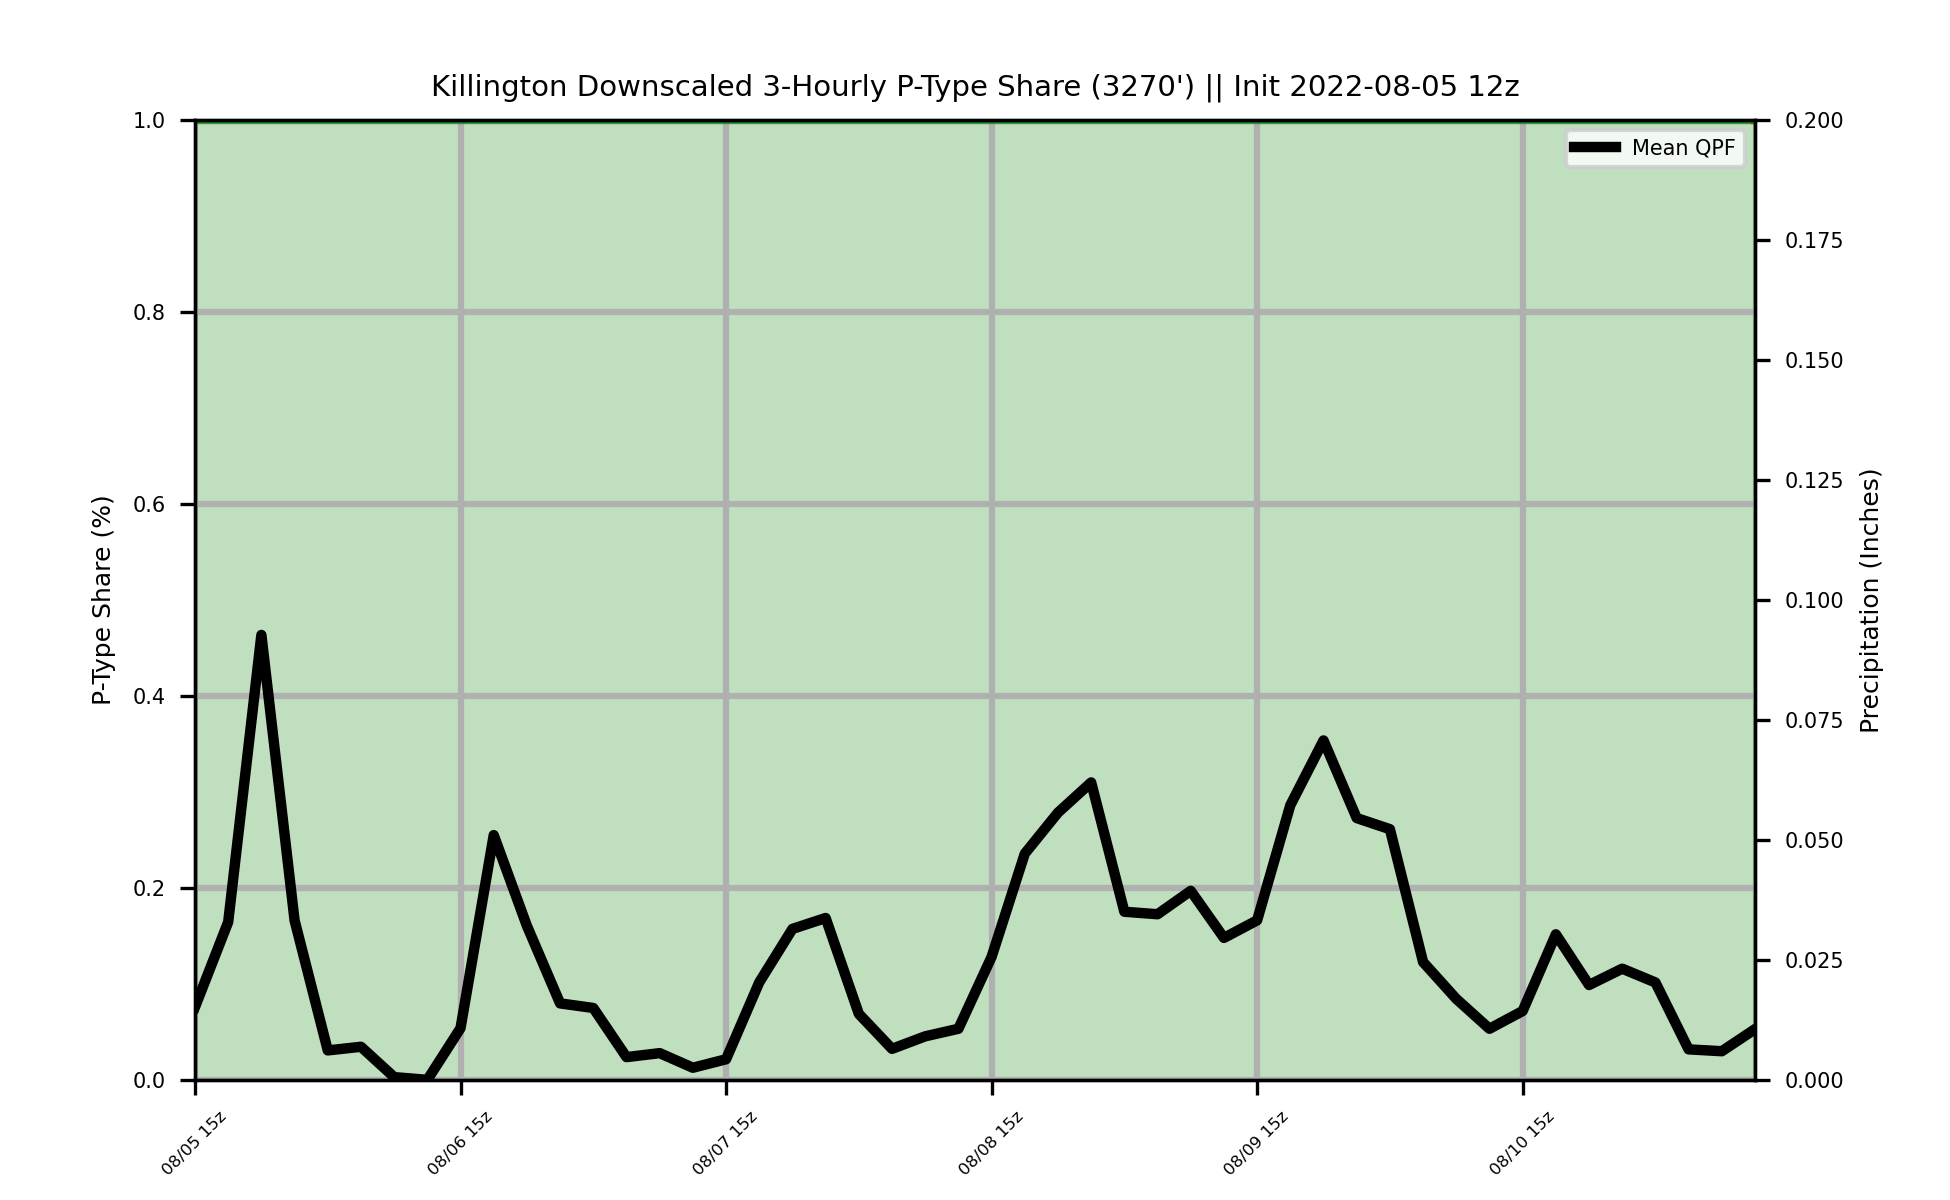 Killington Downscaled 3-Hourly P-Type Share (3270') || Init 2022-08-05 12z
Mean QPF
P-Type Share (%)
1.0
0.8
0.6
0.4
0.2
0.0
0.200
0.175
0.150
0.125
0.100
0.075
0.050
0.025
0.000
Precipitation (Inches)
08/05 15z
08/06 15z
08/07 15z
08/08 15z
08/09 15z
08/10 15z